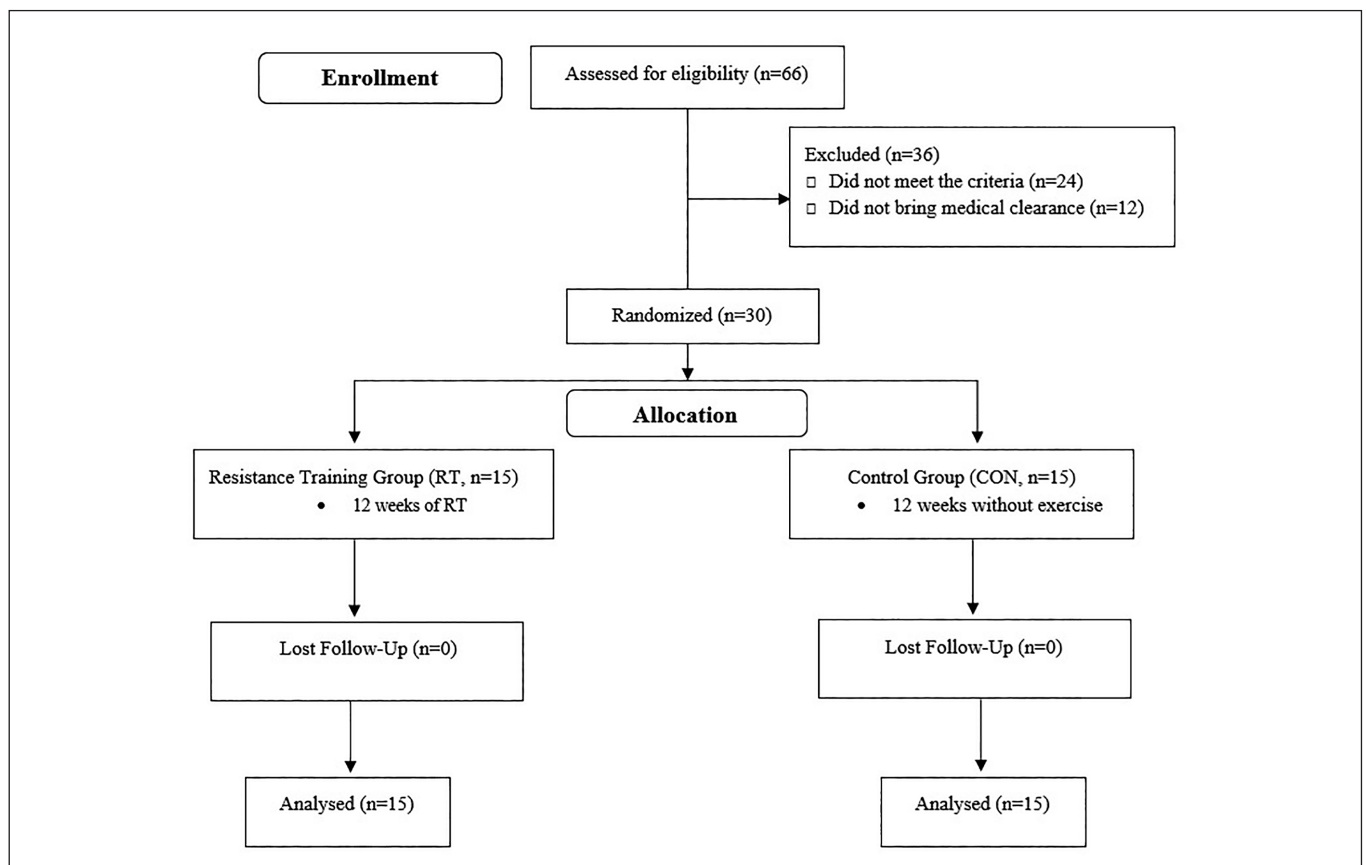 Enrollment
Assessed for eligibility (n=66)
Excluded (n=36)
□ Did not meet the criteria (n=24)
□ Did not bring medical clearance (n=12)
Randomized (n=30)
Allocation
Resistance Training Group (RT, n=15)
• 12 weeks of RT
Control Group (CON, n=15)
• 12 weeks without exercise
Lost Follow-Up (n=0)
Lost Follow-Up (n=0)
Analysed (n=15)
Analysed (n=15)